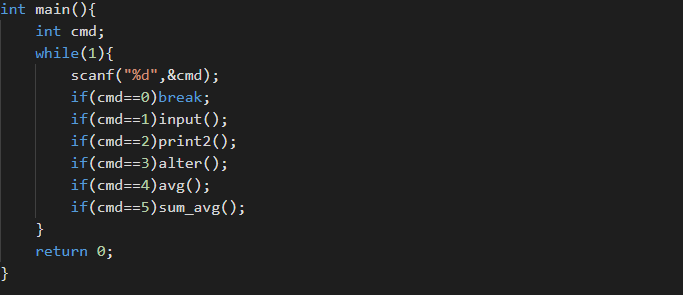 int main(){
    int cmd;
    while(1){
        scanf("%d",&cmd);
        if(cmd==0)break;
        if(cmd==1)input();
        if(cmd==2)print2();
        if(cmd==3)alter();
        if(cmd==4)avg();
        if(cmd==5)sum_avg();
    }
    return 0;
}